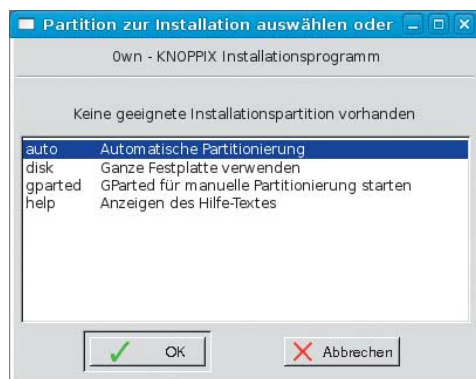 Partition zur Installation auswählen oder
0wn - KNOPPIX Installationsprogramm
Keine geeignete Installationspartition vorhanden
auto Automatische Partitionierung
disk Ganze Festplatte verwenden
gparted GParted für manuelle Partitionierung starten
help Anzeigen des Hilfe-Textes
OK
Abbrechen